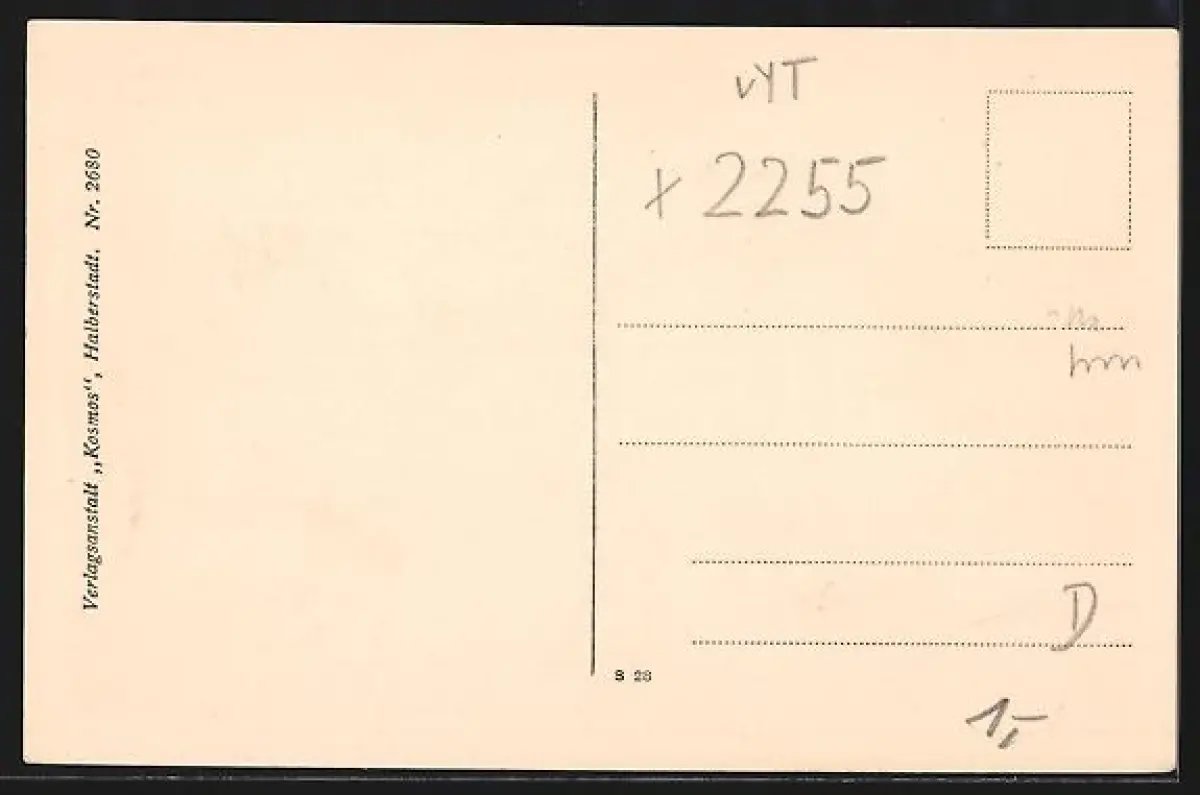 Verlagsanstalt „Kosmos“, Halberstadt. Nr. 2680
vYT
x 2255
D
S 28
1,-